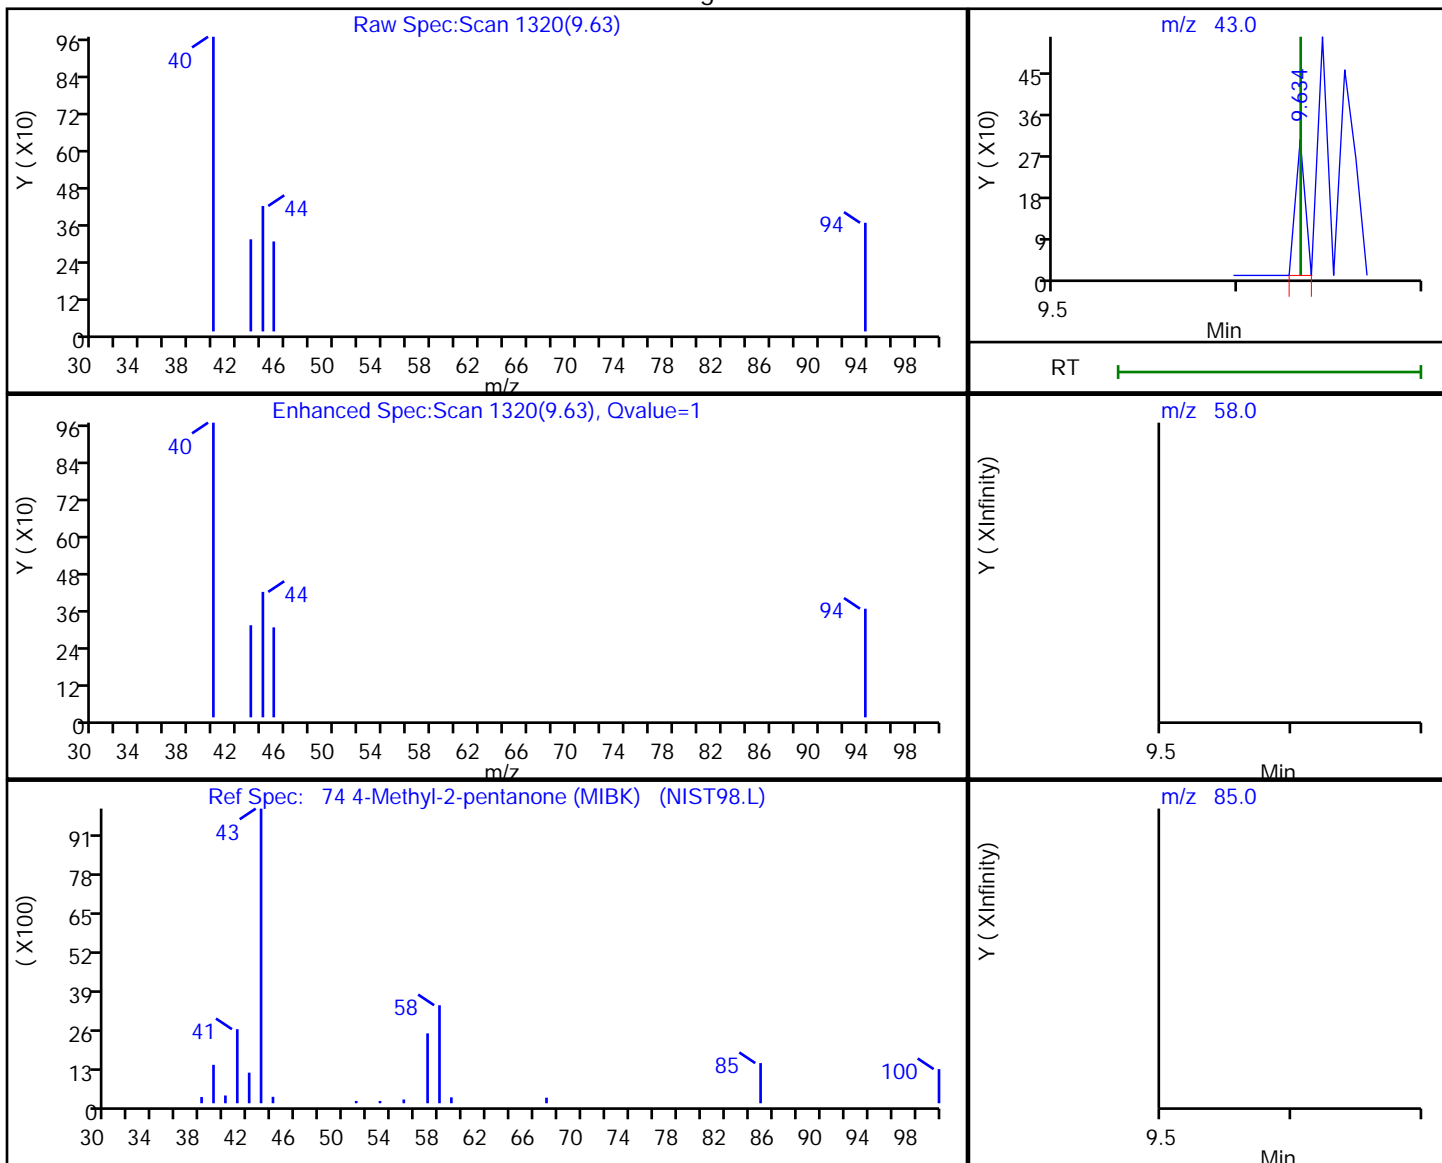 Raw Spec:Scan 1320(9.63)
96
84
72
60
48
36
24
12
0
Y ( X10)
40
44
94
30 34 38 42 46 50 54 58 62 66 70 74 78 82 86 90 94 98
m/z
m/z 43.0
45
36
27
18
9
0
Y ( X10)
9.634
9.5
Min
RT
Enhanced Spec:Scan 1320(9.63), Qvalue=1
96
84
72
60
48
36
24
12
0
Y ( X10)
40
44
94
30 34 38 42 46 50 54 58 62 66 70 74 78 82 86 90 94 98
m/z
m/z 58.0
Y ( XInfinity)
9.5
Min
Ref Spec: 74 4-Methyl-2-pentanone (MIBK) (NIST98.L)
91
78
65
52
39
26
13
0
( X100)
43
41
58
85
100
30 34 38 42 46 50 54 58 62 66 70 74 78 82 86 90 94 98
m/z 85.0
Y ( XInfinity)
9.5
Min